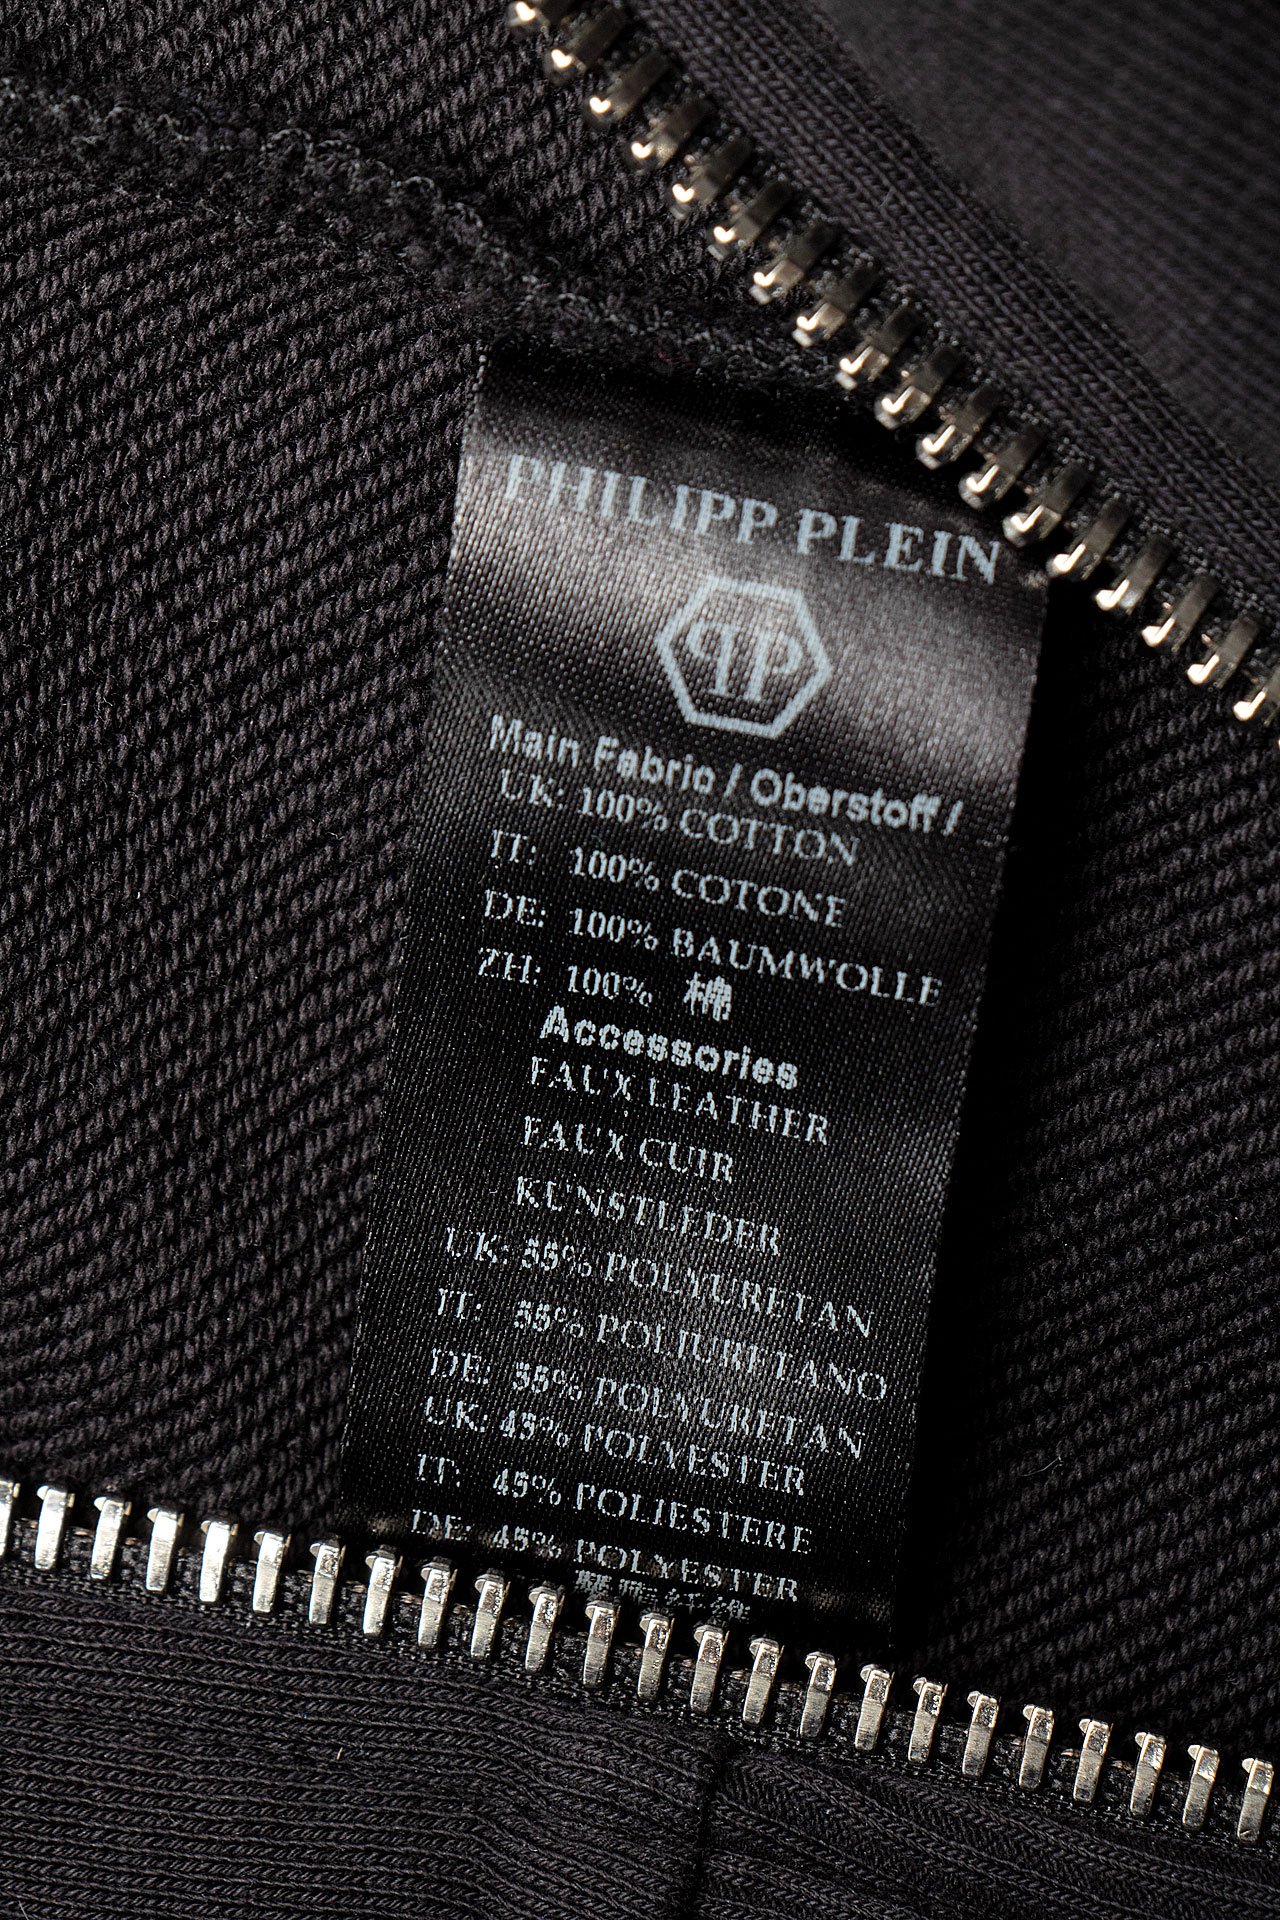 PHILIPP PLEIN
PP
Main Fabric / Oberstoff /
UK: 100% COTTON
IT: 100% COTONE
DE: 100% BAUMWOLLE
ZH: 100% 棉
Accessories
FAUX LEATHER
FAUX CUIR
KUNSTLEDER
UK: 55% POLYURETAN
IT: 55% POLIURETANO
DE: 55% POLYURETAN
UK: 45% POLYESTER
IT: 45% POLIESTERE
DE: 45% POLYESTER